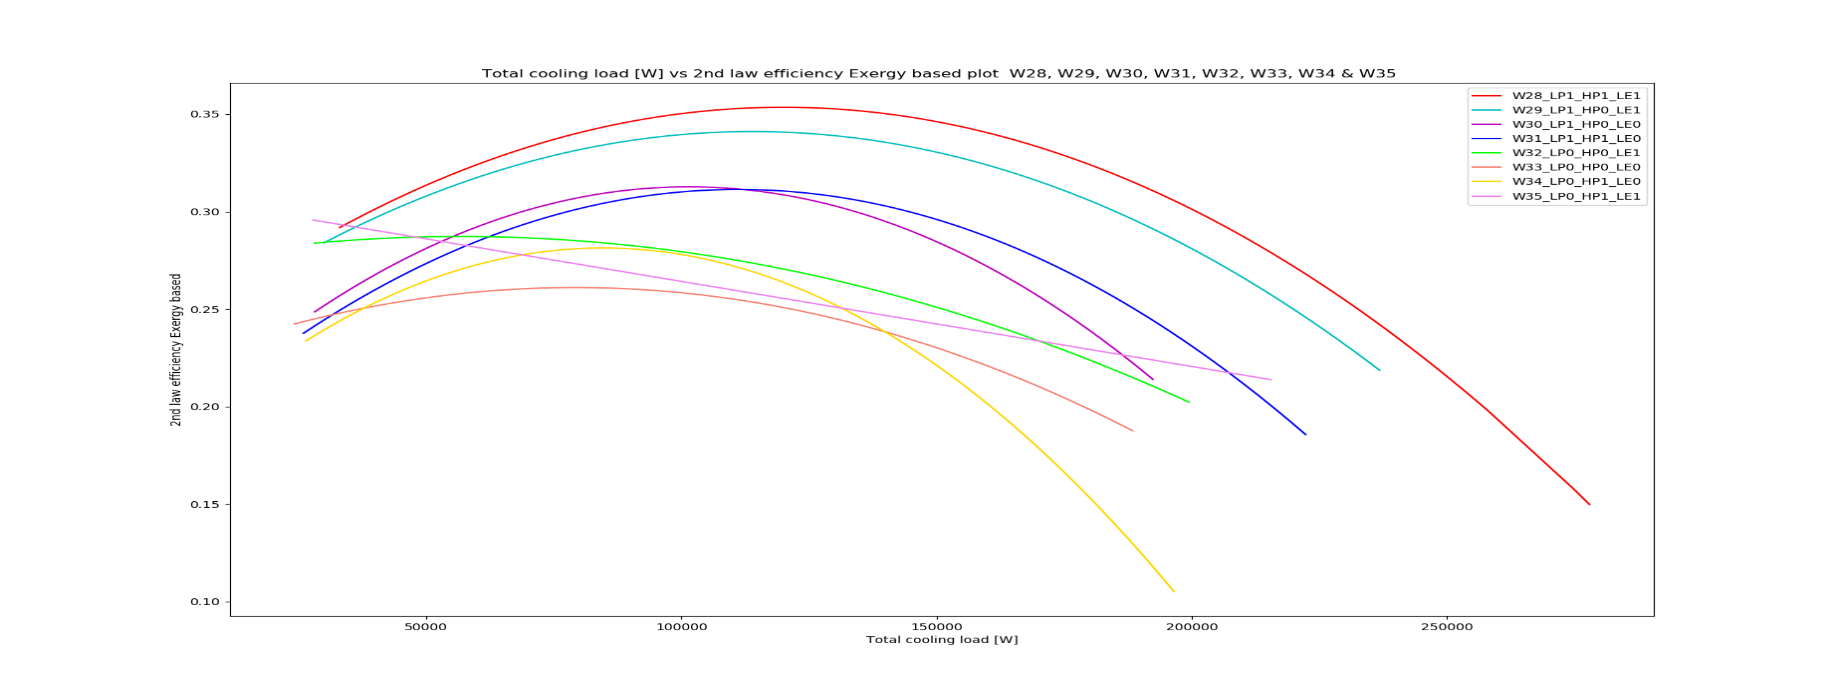 Total cooling load [W] vs 2nd law efficiency Exergy based plot  W28, W29, W30, W31, W32, W33, W34 & W35
W28_LP1_HP1_LE1
W29_LP1_HP0_LE1
W30_LP1_HP0_LE0
W31_LP1_HP1_LE0
W32_LP0_HP0_LE1
W33_LP0_HP0_LE0
W34_LP0_HP1_LE0
W35_LP0_HP1_LE1
2nd law efficiency Exergy based
0.35
0.30
0.25
0.20
0.15
0.10
50000 100000 150000 200000 250000
Total cooling load [W]